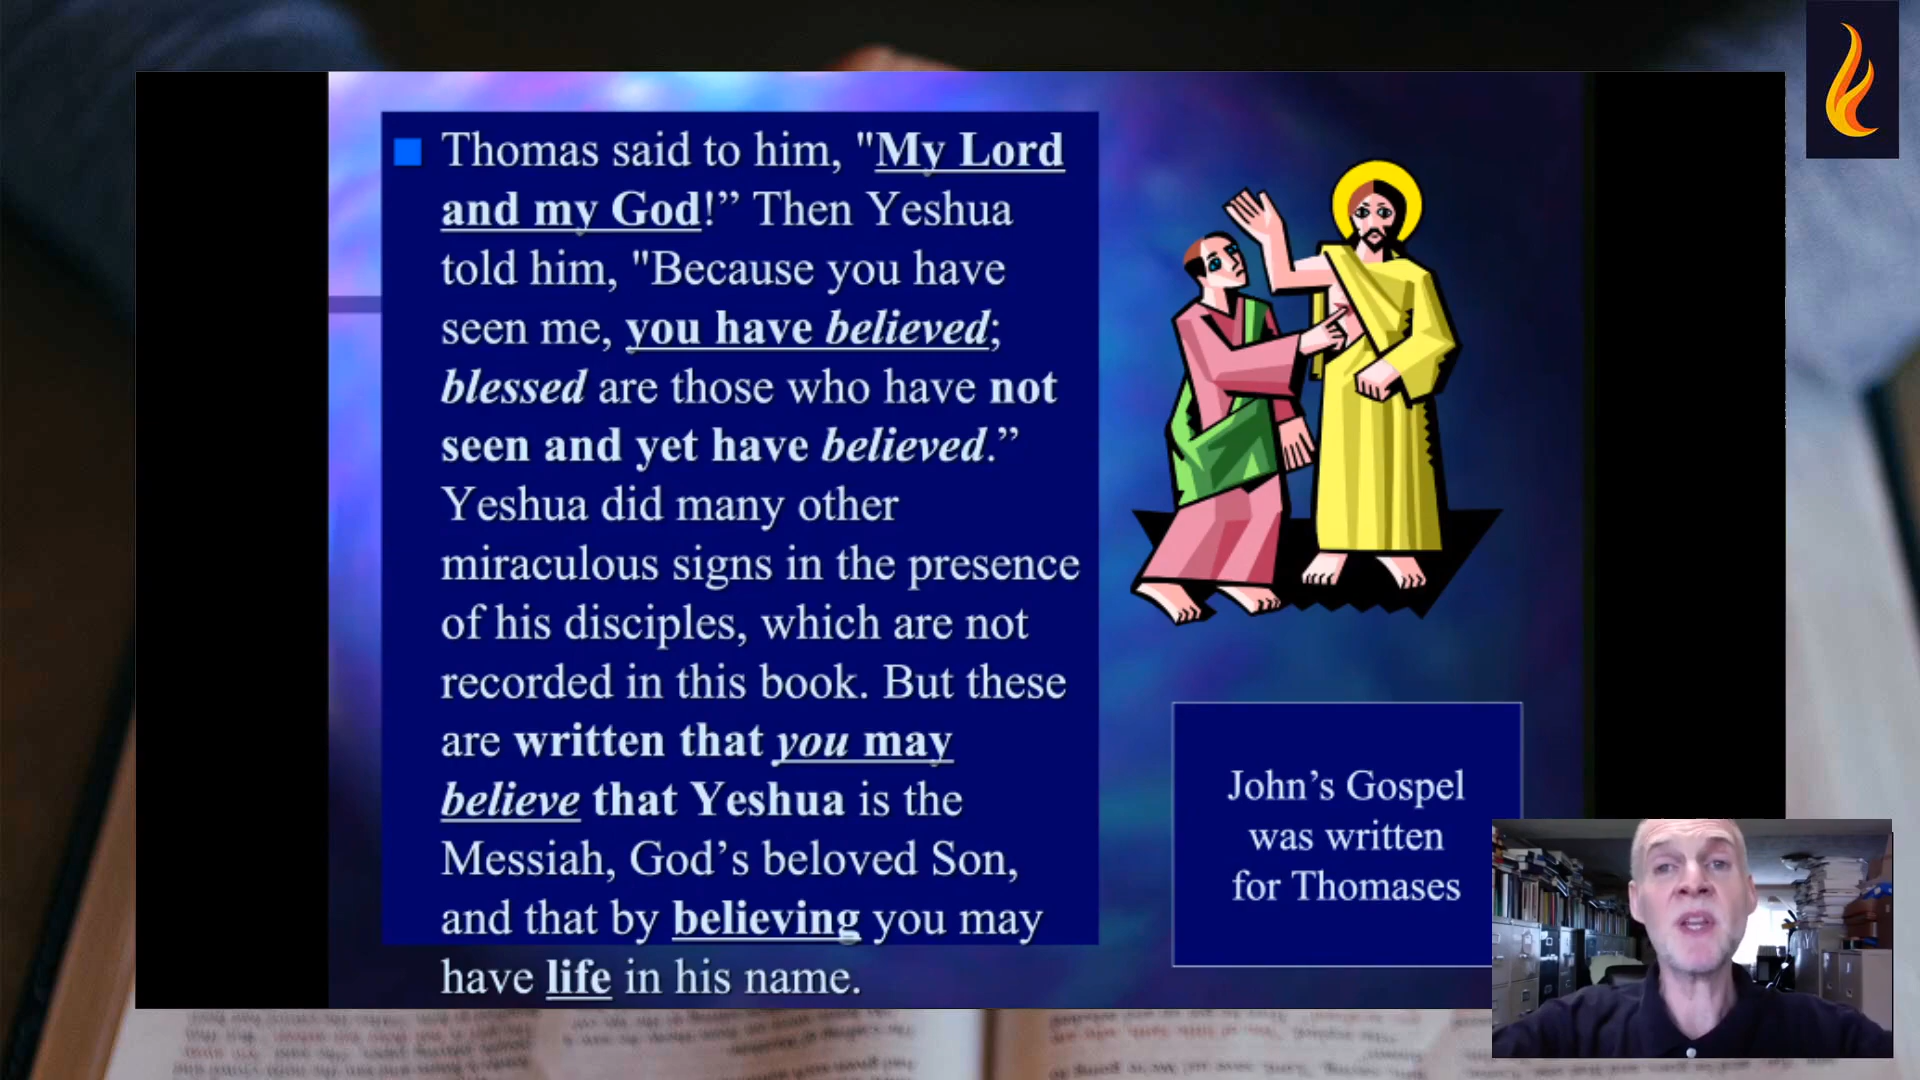 Thomas said to him, "My Lord
and my God!” Then Yeshua
told him, "Because you have
seen me, you have believed;
blessed are those who have not
seen and yet have believed.”
Yeshua did many other
miraculous signs in the presence
of his disciples, which are not
recorded in this book. But these
are written that you may
believe that Yeshua is the
Messiah, God’s beloved Son,
and that by believing you may
have life in his name.
John’s Gospel
was written
for Thomases